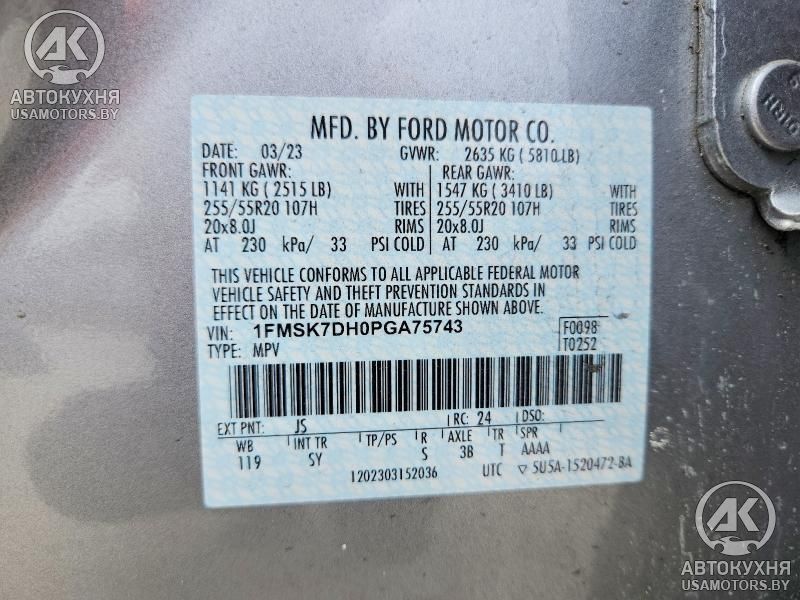 AK
АВТОКУХНЯ
USAMOTORS.BY
MFD. BY FORD MOTOR CO.
DATE: 03/23 GVWR: 2635 KG ( 5810 LB)
FRONT GAWR: REAR GAWR:
1141 KG ( 2515 LB) WITH 1547 KG ( 3410 LB) WITH
255/55R20 107H TIRES 255/55R20 107H TIRES
20x8.0J RIMS 20x8.0J RIMS
AT 230 kPa/ 33 PSI COLD AT 230 kPa/ 33 PSI COLD
THIS VEHICLE CONFORMS TO ALL APPLICABLE FEDERAL MOTOR
VEHICLE SAFETY AND THEFT PREVENTION STANDARDS IN
EFFECT ON THE DATE OF MANUFACTURE SHOWN ABOVE.
VIN: 1FMSK7DH0PGA75743 F0098
TYPE: MPV T0252
EXT PNT: JS RC: 24 DSO:
WB INT TR TP/PS R AXLE TR SPR
119 SY S 3B T AAAA
1202303152036 UTC ▽ 5U5A-1520472-BA
AK
АВТОКУХНЯ
USAMOTORS.BY